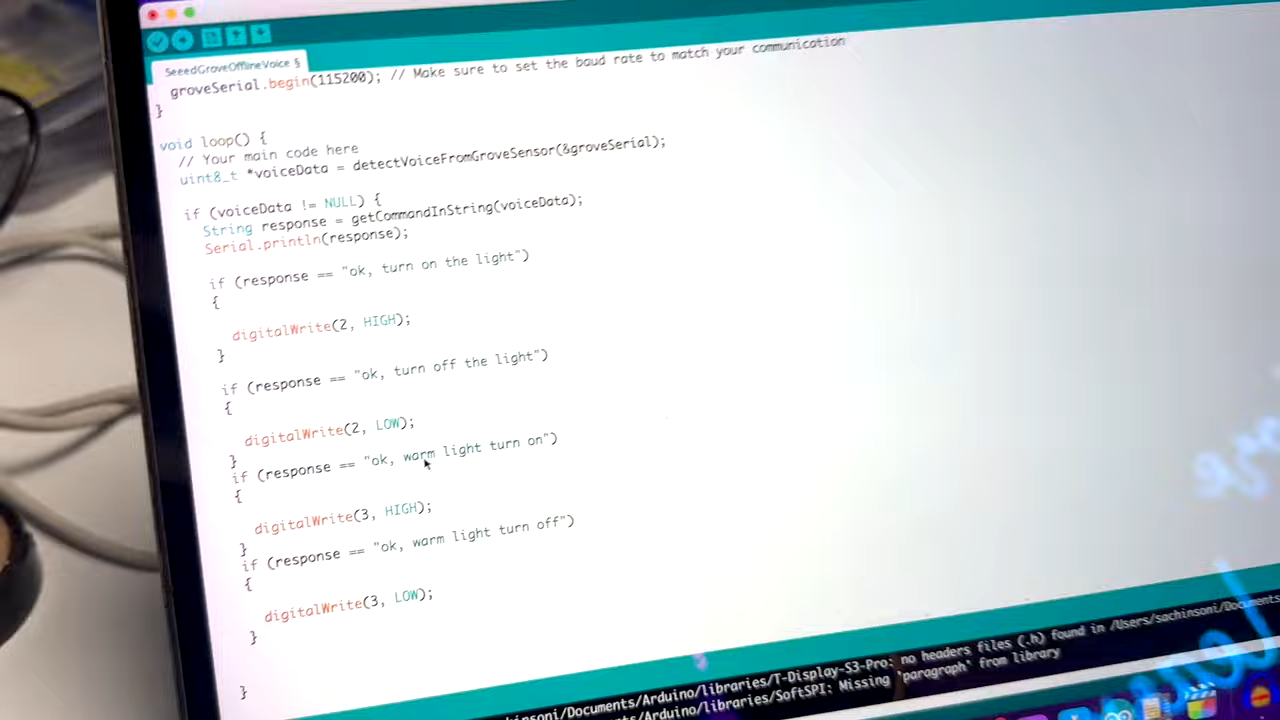 SeeedGroveOfflineVoice §
groveSerial.begin(115200); // Make sure to set the baud rate to match your communication
}
void loop() {
// Your main code here
uint8_t *voiceData = detectVoiceFromGroveSensor(&groveSerial);
if (voiceData != NULL) {
String response = getCommandInString(voiceData);
Serial.println(response);
if (response == "ok, turn on the light")
{
digitalWrite(2, HIGH);
}
if (response == "ok, turn off the light")
{
digitalWrite(2, LOW);
}
if (response == "ok, warm light turn on")
{
digitalWrite(3, HIGH);
}
if (response == "ok, warm light turn off")
{
digitalWrite(3, LOW);
}
}
chinsoni/Documents/Arduino/libraries/T-Display-S3-Pro: no headers files (.h) found in /Users/sachinsoni/Documents
uments/Arduino/libraries/SoftSPI: Missing 'paragraph' from library